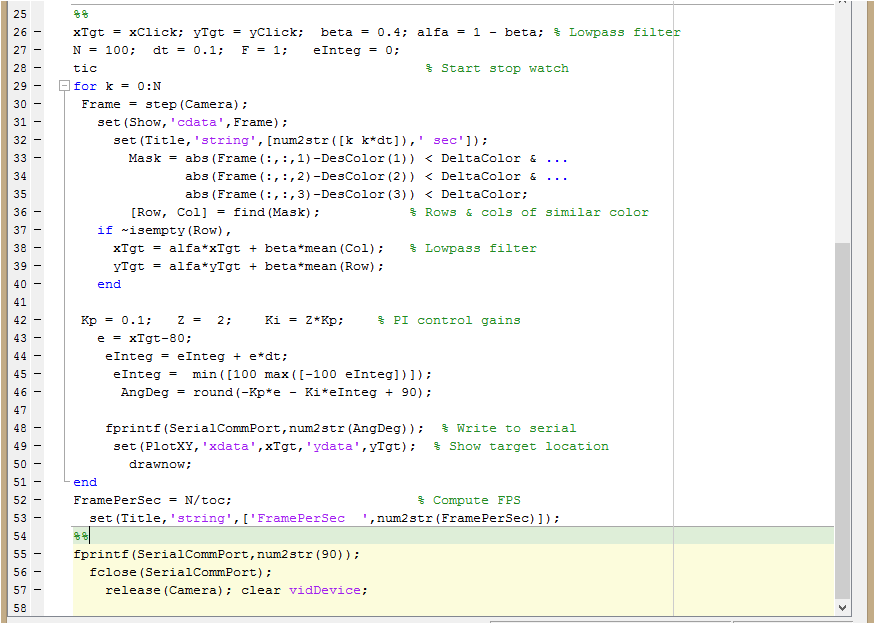 25 %%
26 – xTgt = xClick; yTgt = yClick;  beta = 0.4; alfa = 1 - beta; % Lowpass filter
27 – N = 100;  dt = 0.1;  F = 1;   eInteg = 0;
28 – tic                                         % Start stop watch
29 – for k = 0:N
30 –  Frame = step(Camera);
31 –    set(Show,'cdata',Frame);
32 –      set(Title,'string',[num2str([k k*dt]),' sec']);
33 –        Mask = abs(Frame(:,:,1)-DesColor(1)) < DeltaColor & ...
34               abs(Frame(:,:,2)-DesColor(2)) < DeltaColor & ...
35               abs(Frame(:,:,3)-DesColor(3)) < DeltaColor;
36 –        [Row, Col] = find(Mask);           % Rows & cols of similar color
37 –    if ~isempty(Row),
38 –      xTgt = alfa*xTgt + beta*mean(Col);   % Lowpass filter
39 –      yTgt = alfa*yTgt + beta*mean(Row);
40 –    end
41
42 –  Kp = 0.1;   Z =  2;    Ki = Z*Kp;    % PI control gains
43 –   e = xTgt-80;
44 –     eInteg = eInteg + e*dt;
45 –      eInteg =  min([100 max([-100 eInteg])]);
46 –       AngDeg = round(-Kp*e - Ki*eInteg + 90);
47
48 –     fprintf(SerialCommPort,num2str(AngDeg));  % Write to serial
49 –      set(PlotXY,'xdata',xTgt,'ydata',yTgt);  % Show target location
50 –        drawnow;
51 – end
52 – FramePerSec = N/toc;                       % Compute FPS
53 –   set(Title,'string',['FramePerSec  ',num2str(FramePerSec)]);
54 %%
55 – fprintf(SerialCommPort,num2str(90));
56 –   fclose(SerialCommPort);
57 –     release(Camera); clear vidDevice;
58